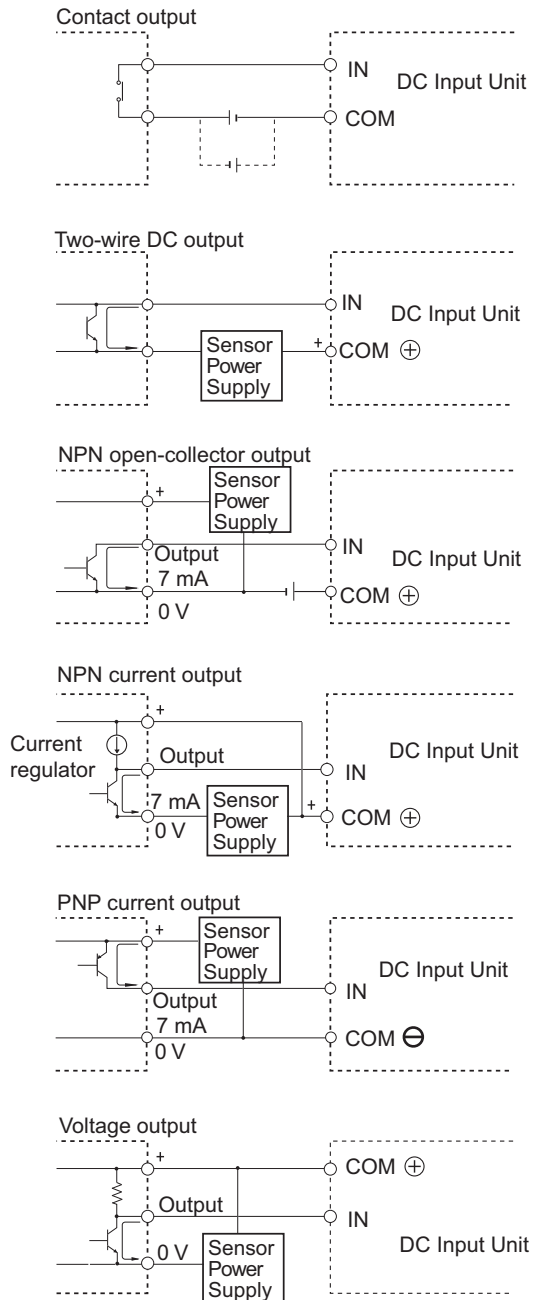 Contact output
IN
DC Input Unit
COM
Two-wire DC output
IN
DC Input Unit
Sensor
Power
Supply
+
COM ⊕
NPN open-collector output
Sensor
Power
Supply
+
Output
IN
7 mA
DC Input Unit
COM ⊕
0 V
NPN current output
+
Current
regulator
Output
DC Input Unit
IN
7 mA
0 V
Sensor
Power
Supply
+
COM ⊕
PNP current output
+
Sensor
Power
Supply
DC Input Unit
IN
Output
7 mA
COM ⊖
0 V
Voltage output
+
COM ⊕
Output
IN
0 V
Sensor
Power
Supply
DC Input Unit